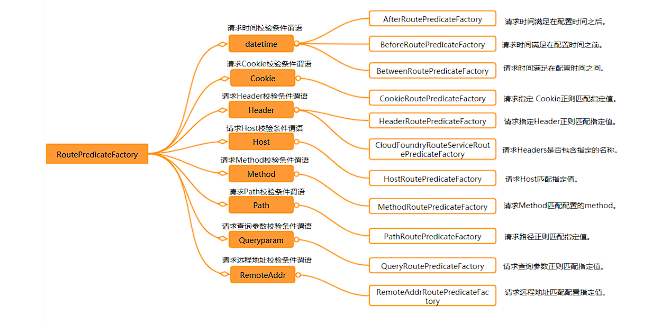 请求时间校验条件谓语
datetime
AfterRoutePredicateFactory
请求时间满足在配置时间之后。
BeforeRoutePredicateFactory
请求时间满足在配置时间之前。
BetweenRoutePredicateFactory
请求时间满足在配置时间之间。
请求Cookie校验条件谓语
Cookie
CookieRoutePredicateFactory
请求指定 Cookie正则匹配指定值。
请求Header校验条件谓语
Header
HeaderRoutePredicateFactory
请求指定Header正则匹配指定值。
CloudFoundryRouteServiceRout
ePredicateFactory
请求Headers是否包含指定的名称。
请求Host校验条件谓语
Host
HostRoutePredicateFactory
请求Host匹配指定值。
RoutePredicateFactory
请求Method校验条件谓语
Method
MethodRoutePredicateFactory
请求Method匹配配置的method。
请求Path校验条件谓语
Path
PathRoutePredicateFactory
请求路径正则匹配指定值。
请求查询参数校验条件谓语
Queryparam
QueryRoutePredicateFactory
请求查询参数正则匹配指定值。
请求远程地址校验条件谓语
RemoteAddr
RemoteAddrRoutePredicateFac
tory
请求远程地址匹配配置指定值。